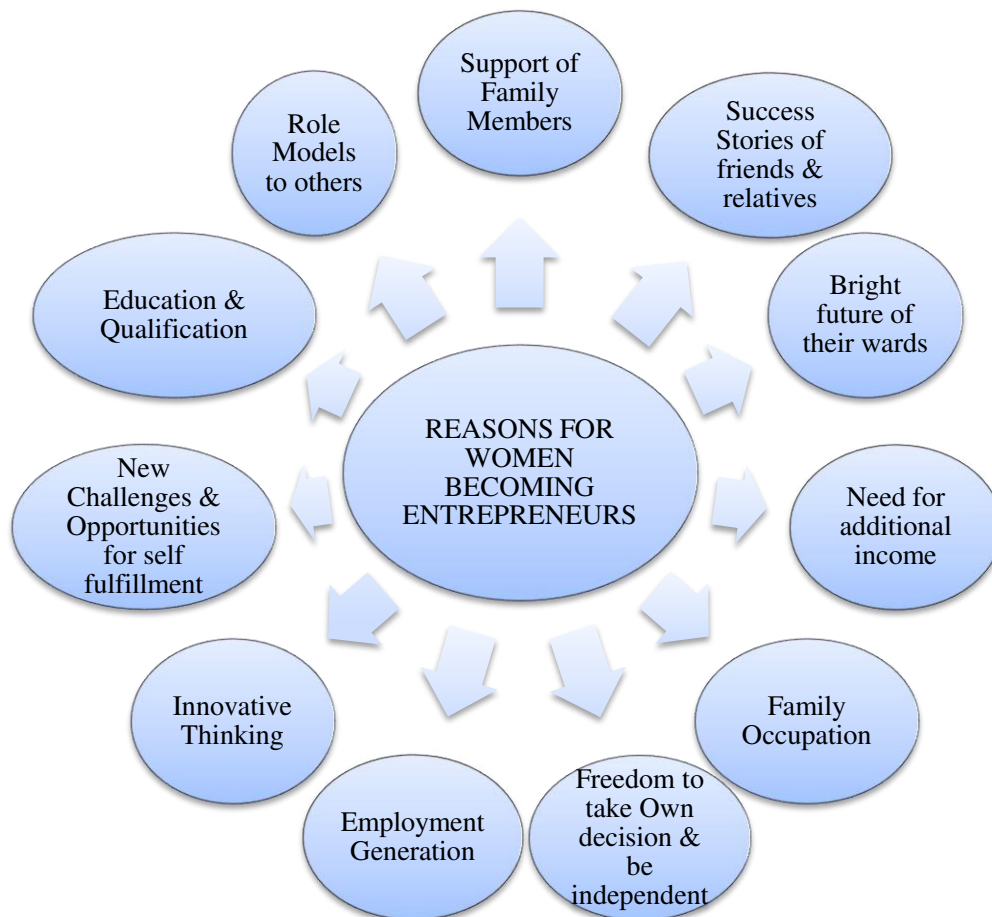 Support of
Family
Members
Success
Stories of
friends &
relatives
Bright
future of
their wards
Need for
additional
income
Family
Occupation
Freedom to
take Own
decision &
be
independent
Employment
Generation
Innovative
Thinking
New
Challenges &
Opportunities
for self
fulfillment
Education &
Qualification
Role
Models
to others
REASONS FOR
WOMEN
BECOMING
ENTREPRENEURS